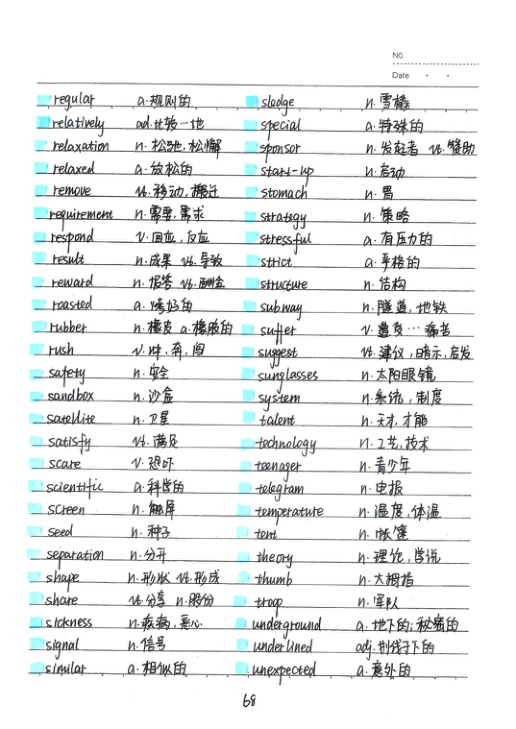 NO.
Date
regular a.规则的
relatively ad.比较…地
relaxation n.松弛,松懈
relaxed a.放松的
remove vt.移动,搬迁
requirement n.需要,需求
respond v.回应,反应
result n.成果 vi.导致
reward n.报答 vt.酬金
roasted a.烤好的
rubber n.橡皮 a.橡胶的
rush v.冲,奔,闯
safety n.安全
sandbox n.沙盒
satellite n.卫星
satisfy vt.满足
scare v.恐吓
scientific a.科学的
screen n.触屏
seed n.种子
separation n.分开
shape n.形状 vt.形成
share vt.分享 n.股份
sickness n.疾病,恶心
signal n.信号
similar a.相似的
sledge n.雪橇
special a.特殊的
sponsor n.发起者 vt.赞助
start-up n.启动
stomach n.胃
strategy n.策略
stressful a.有压力的
strict a.严格的
structure n.结构
subway n.隧道,地铁
suffer v.遭受…痛苦
suggest vt.建议,暗示,启发
sunglasses n.太阳眼镜
system n.系统,制度
talent n.天才,才能
technology n.工艺,技术
teenager n.青少年
telegram n.电报
temperature n.温度,体温
tent n.帐篷
theory n.理论,学说
thumb n.大拇指
troop n.军队
underground a.地下的;秘密的
underlined adj.下的
unexpected a.意外的
68